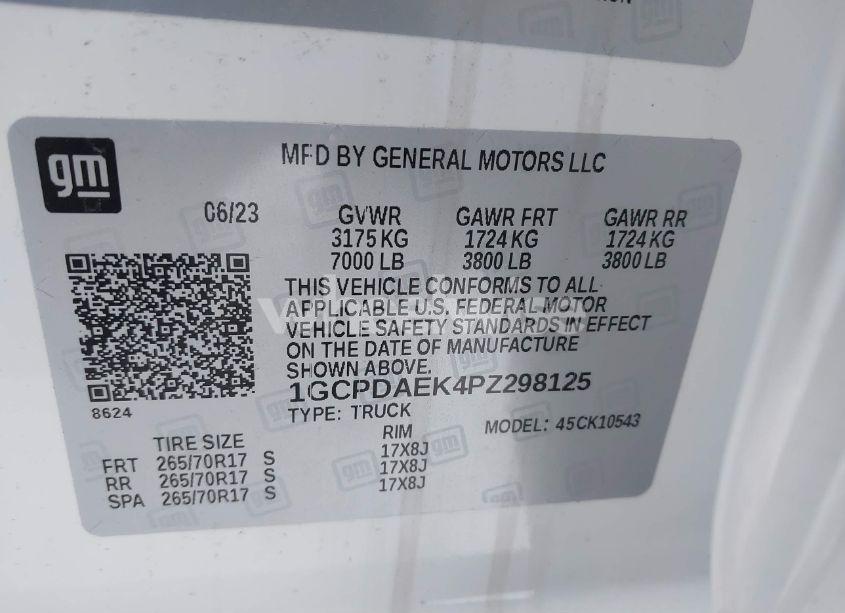 gm
MFD BY GENERAL MOTORS LLC
06/23
GVWR GAWR FRT GAWR RR
3175 KG 1724 KG 1724 KG
7000 LB 3800 LB 3800 LB
THIS VEHICLE CONFORMS TO ALL
APPLICABLE U.S. FEDERAL MOTOR
VEHICLE SAFETY STANDARDS IN EFFECT
ON THE DATE OF MANUFACTURE
SHOWN ABOVE.
1GCPDAEK4PZ298125
8624
TYPE: TRUCK
MODEL: 45CK10543
TIRE SIZE RIM
FRT 265/70R17 S 17X8J
RR 265/70R17 S 17X8J
SPA 265/70R17 S 17X8J